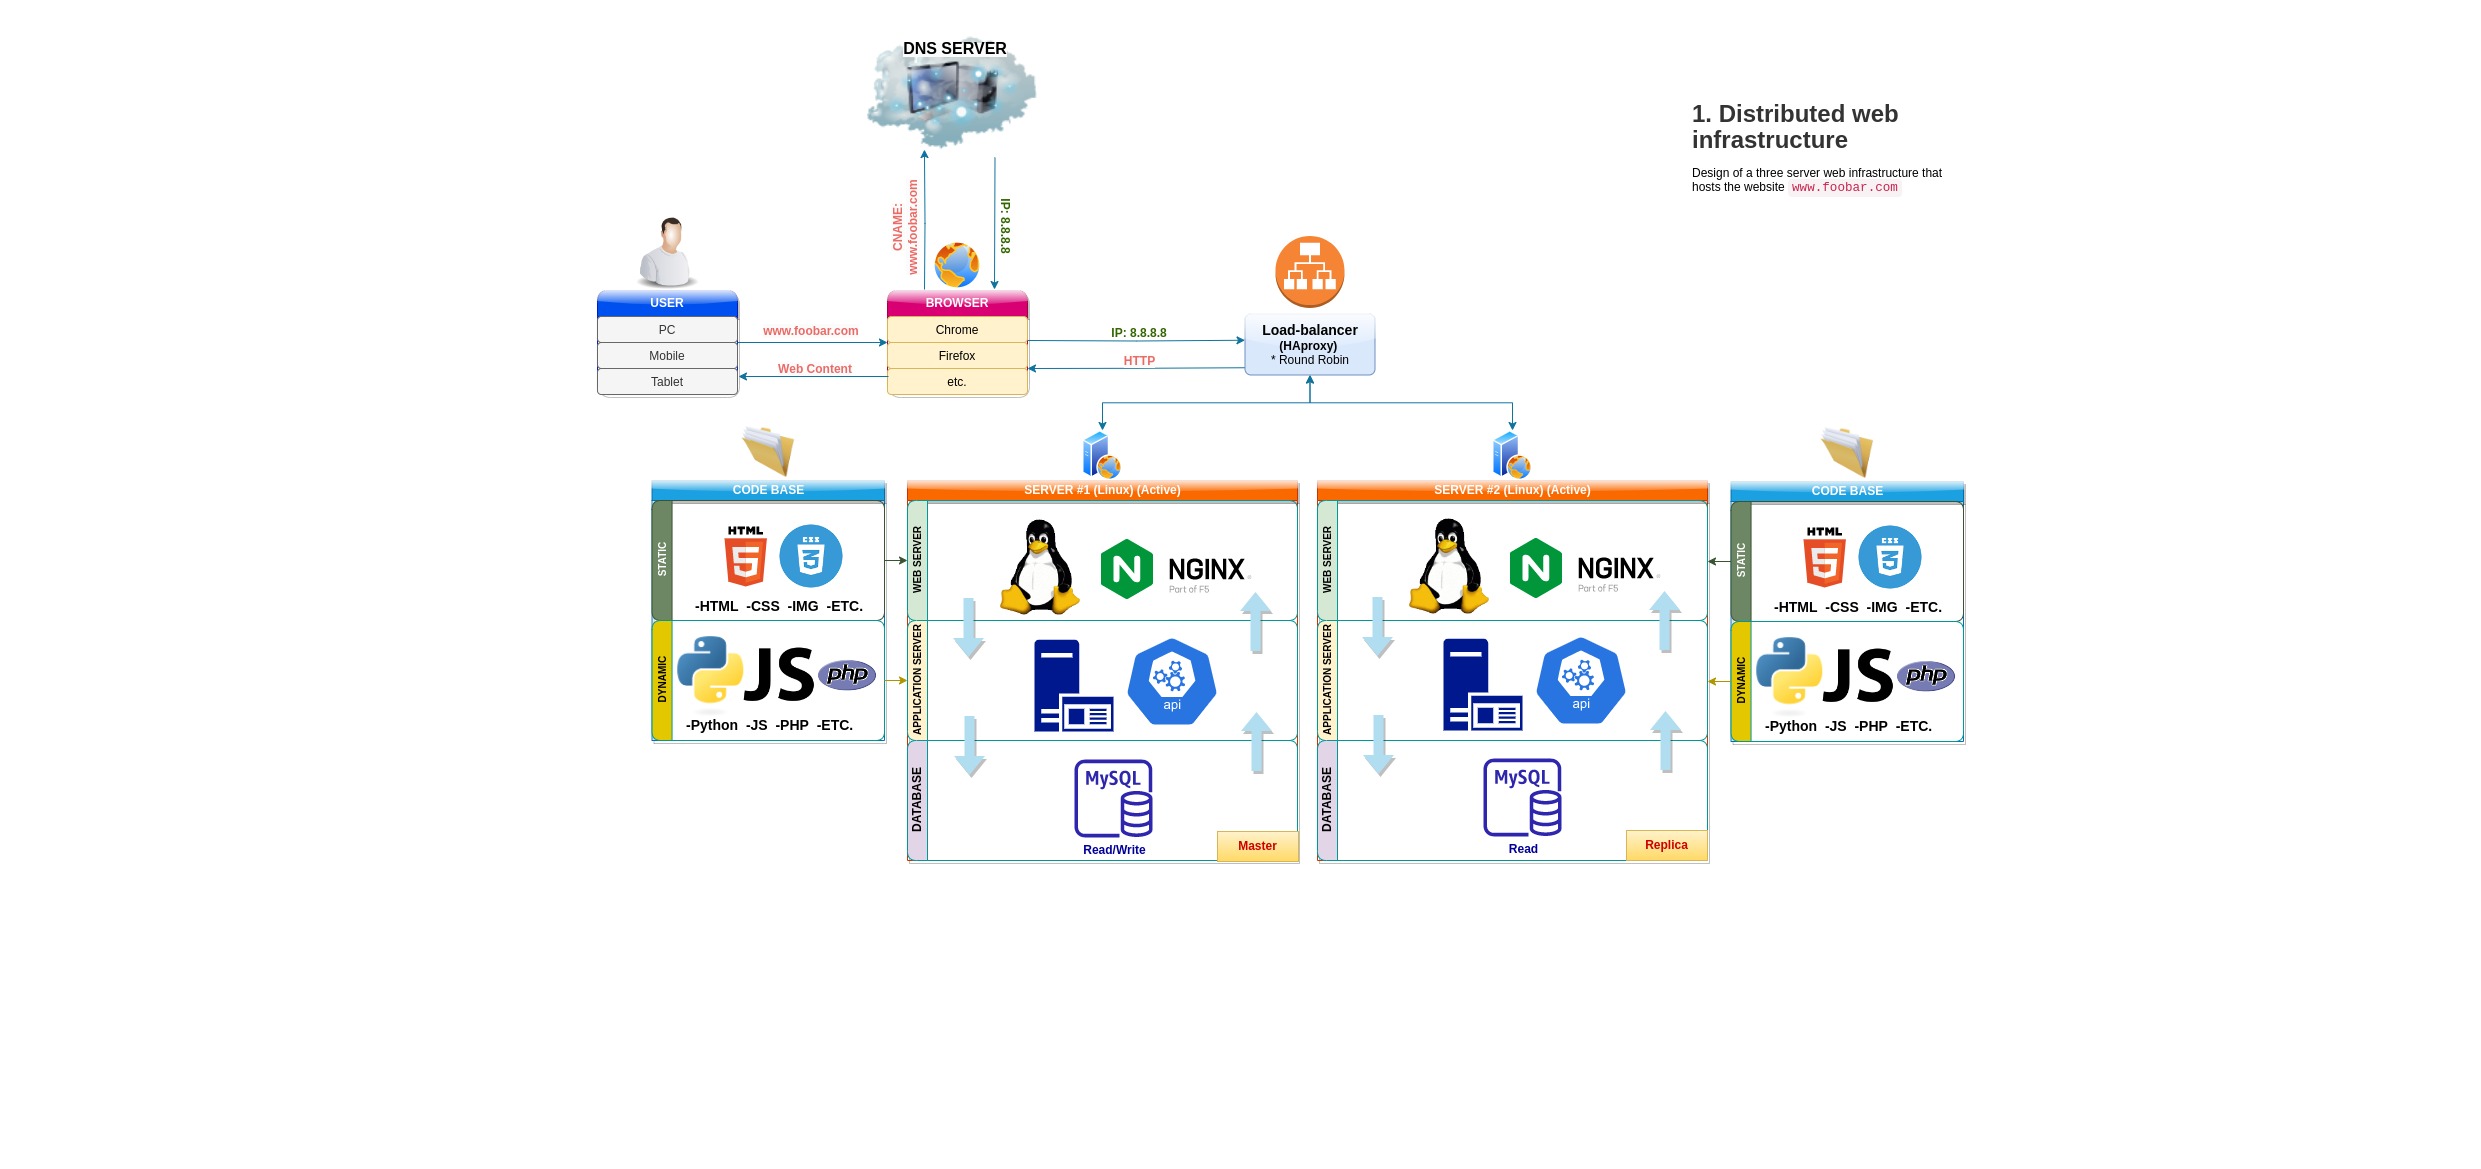 DNS SERVER
1. Distributed web
infrastructure
Design of a three server web infrastructure that
hosts the website www.foobar.com
CNAME:
www.foobar.com
IP: 8.8.8.8
USER
PC
Mobile
Tablet
www.foobar.com
Web Content
BROWSER
Chrome
Firefox
etc.
IP: 8.8.8.8
HTTP
Load-balancer
(HAproxy)
* Round Robin
CODE BASE
STATIC
HTML
5
CSS
3
-HTML -CSS -IMG -ETC.
DYNAMIC
JS
php
-Python -JS -PHP -ETC.
SERVER #1 (Linux) (Active)
WEB SERVER
N
NGINX
Part of F5
APPLICATION SERVER
api
DATABASE
MySQL
Read/Write
Master
SERVER #2 (Linux) (Active)
WEB SERVER
N
NGINX
Part of F5
APPLICATION SERVER
api
DATABASE
MySQL
Read
Replica
CODE BASE
STATIC
HTML
5
CSS
3
-HTML -CSS -IMG -ETC.
DYNAMIC
JS
php
-Python -JS -PHP -ETC.